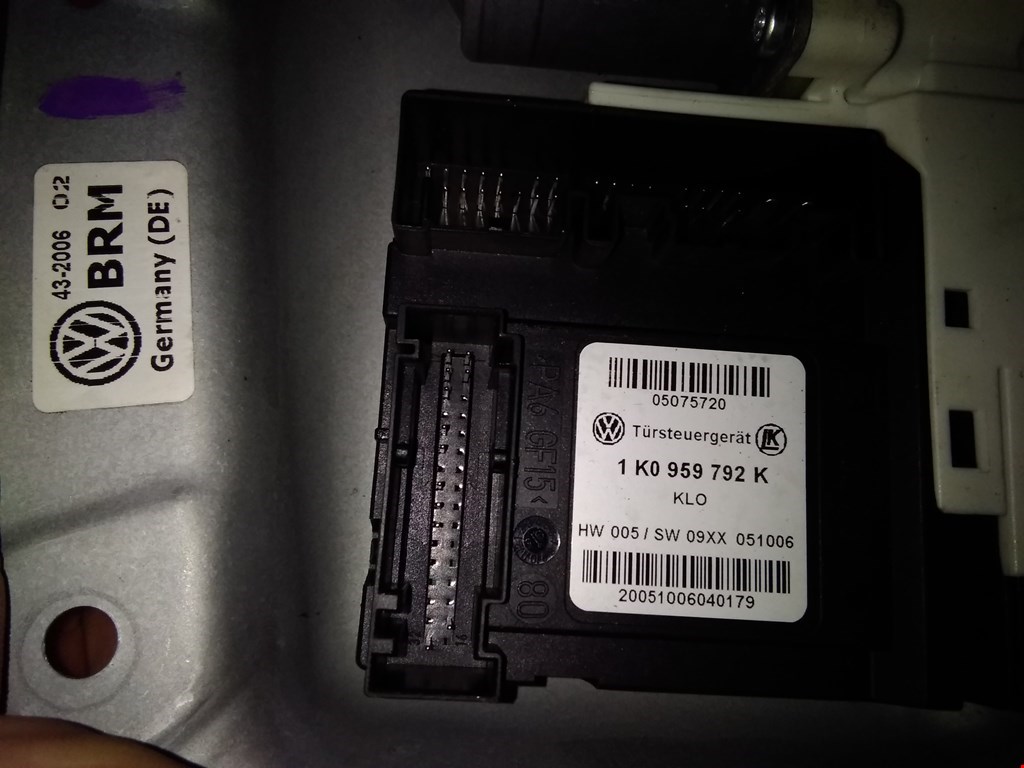 43-2006 02
BRM
Germany (DE)
05075720
Türsteuergerät
1 K0 959 792 K
KLO
HW 005 / SW 09XX 051006
20051006040179
PA6 GF15<
80